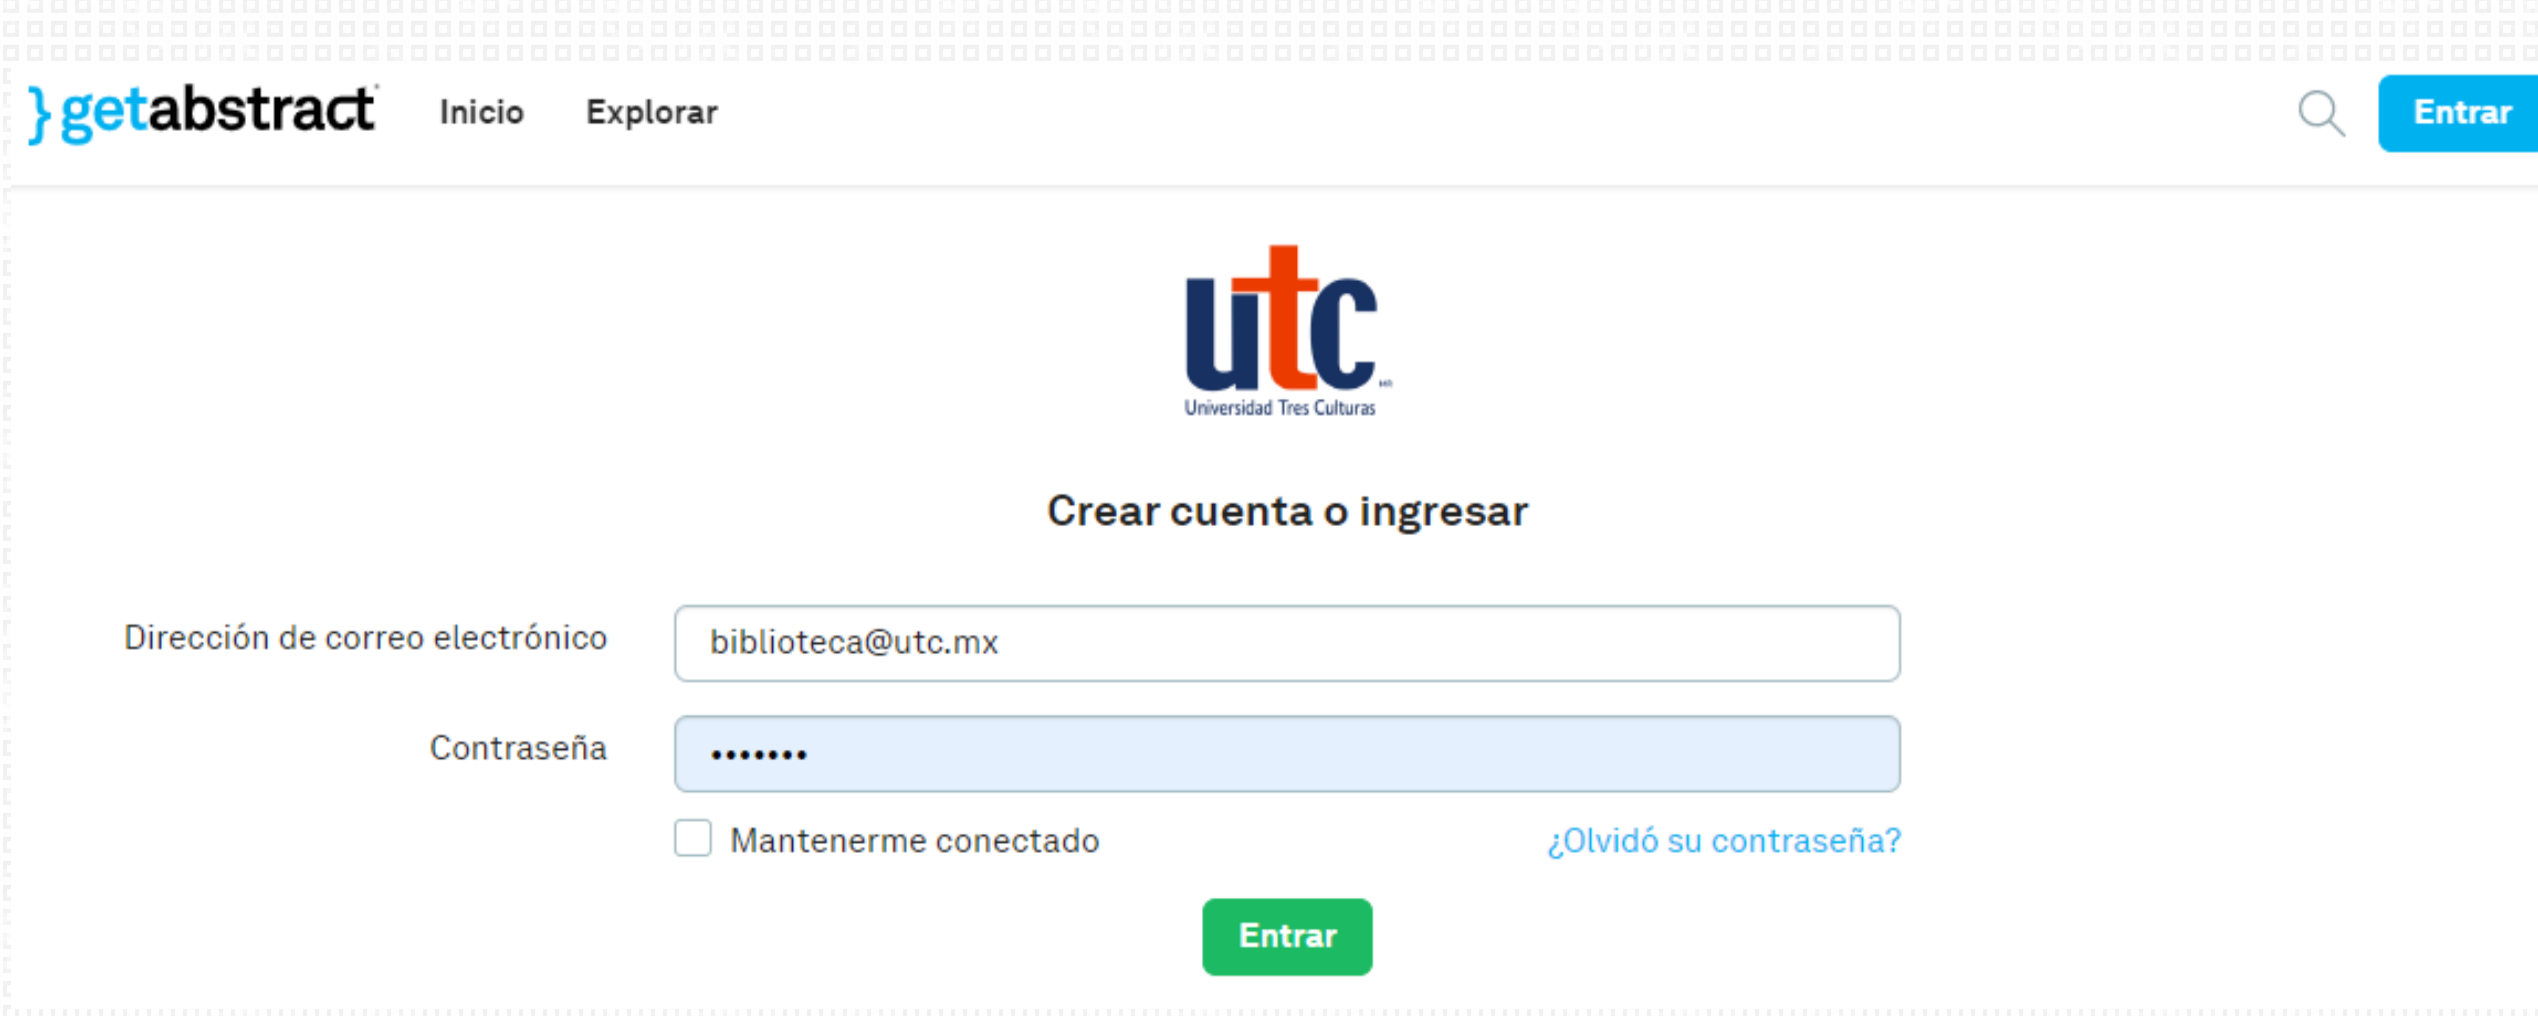 }getabstract Inicio Explorar Entrar
utc
Universidad Tres Culturas
Crear cuenta o ingresar
Dirección de correo electrónico biblioteca@utc.mx
Contraseña •••••••
Mantenerme conectado ¿Olvidó su contraseña?
Entrar